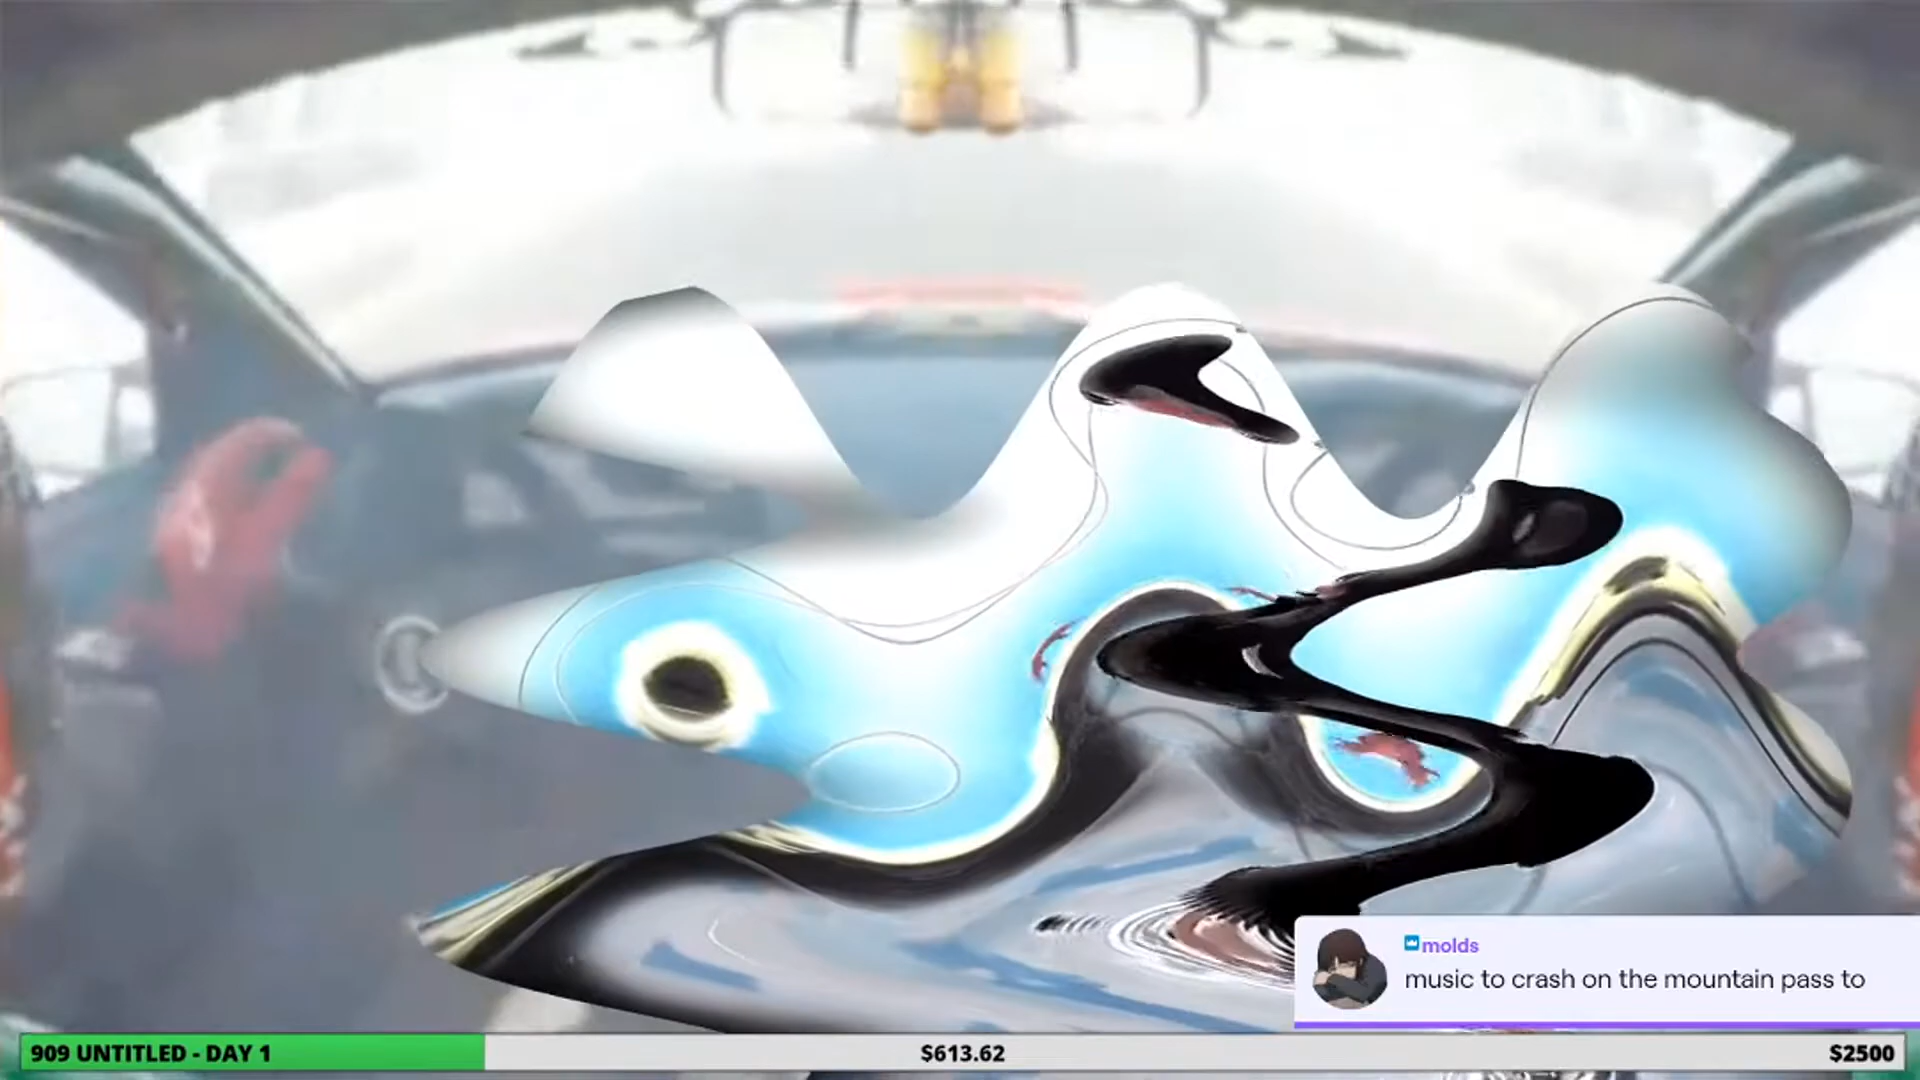 molds
music to crash on the mountain pass to
909 UNTITLED - DAY 1
$613.62
$2500